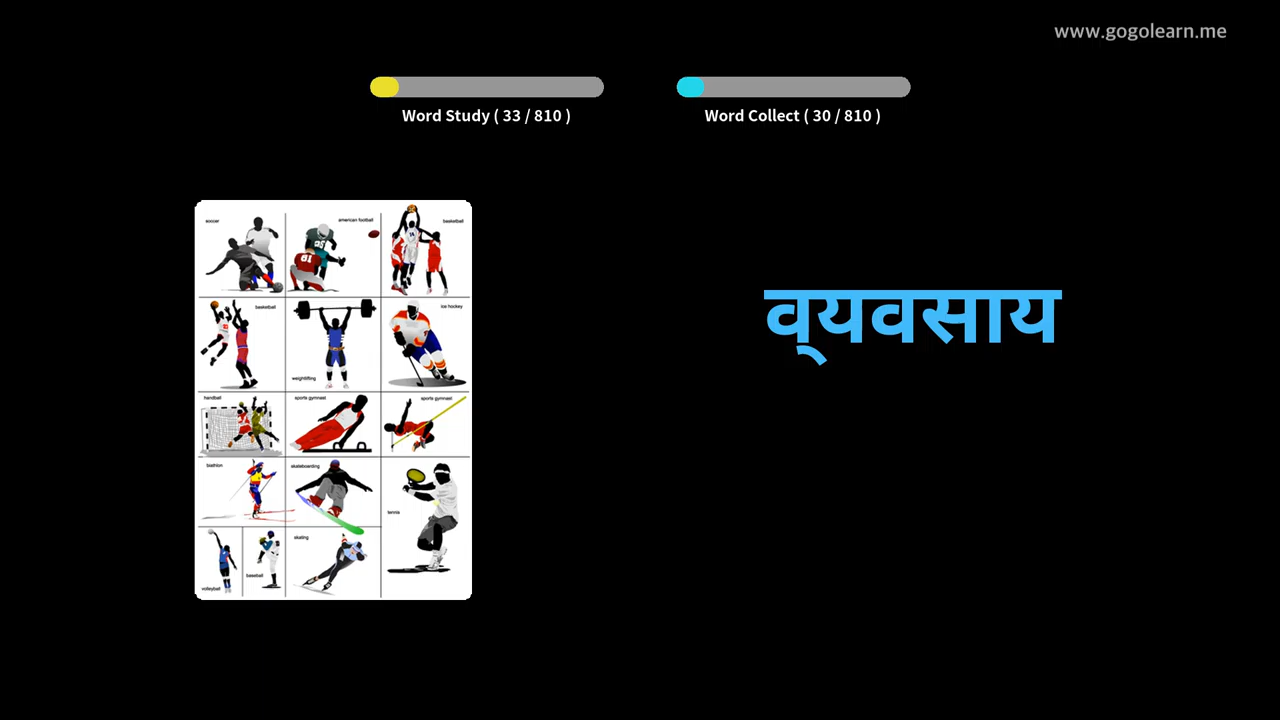 www.gogolearn.me
Word Study ( 33 / 810 )
Word Collect ( 30 / 810 )
soccer
american football
basketball
basketball
weightlifting
ice hockey
handball
sports gymnast
sports gymnast
biathlon
skateboarding
tennis
volleyball
baseball
skating
व्‌यवसाय